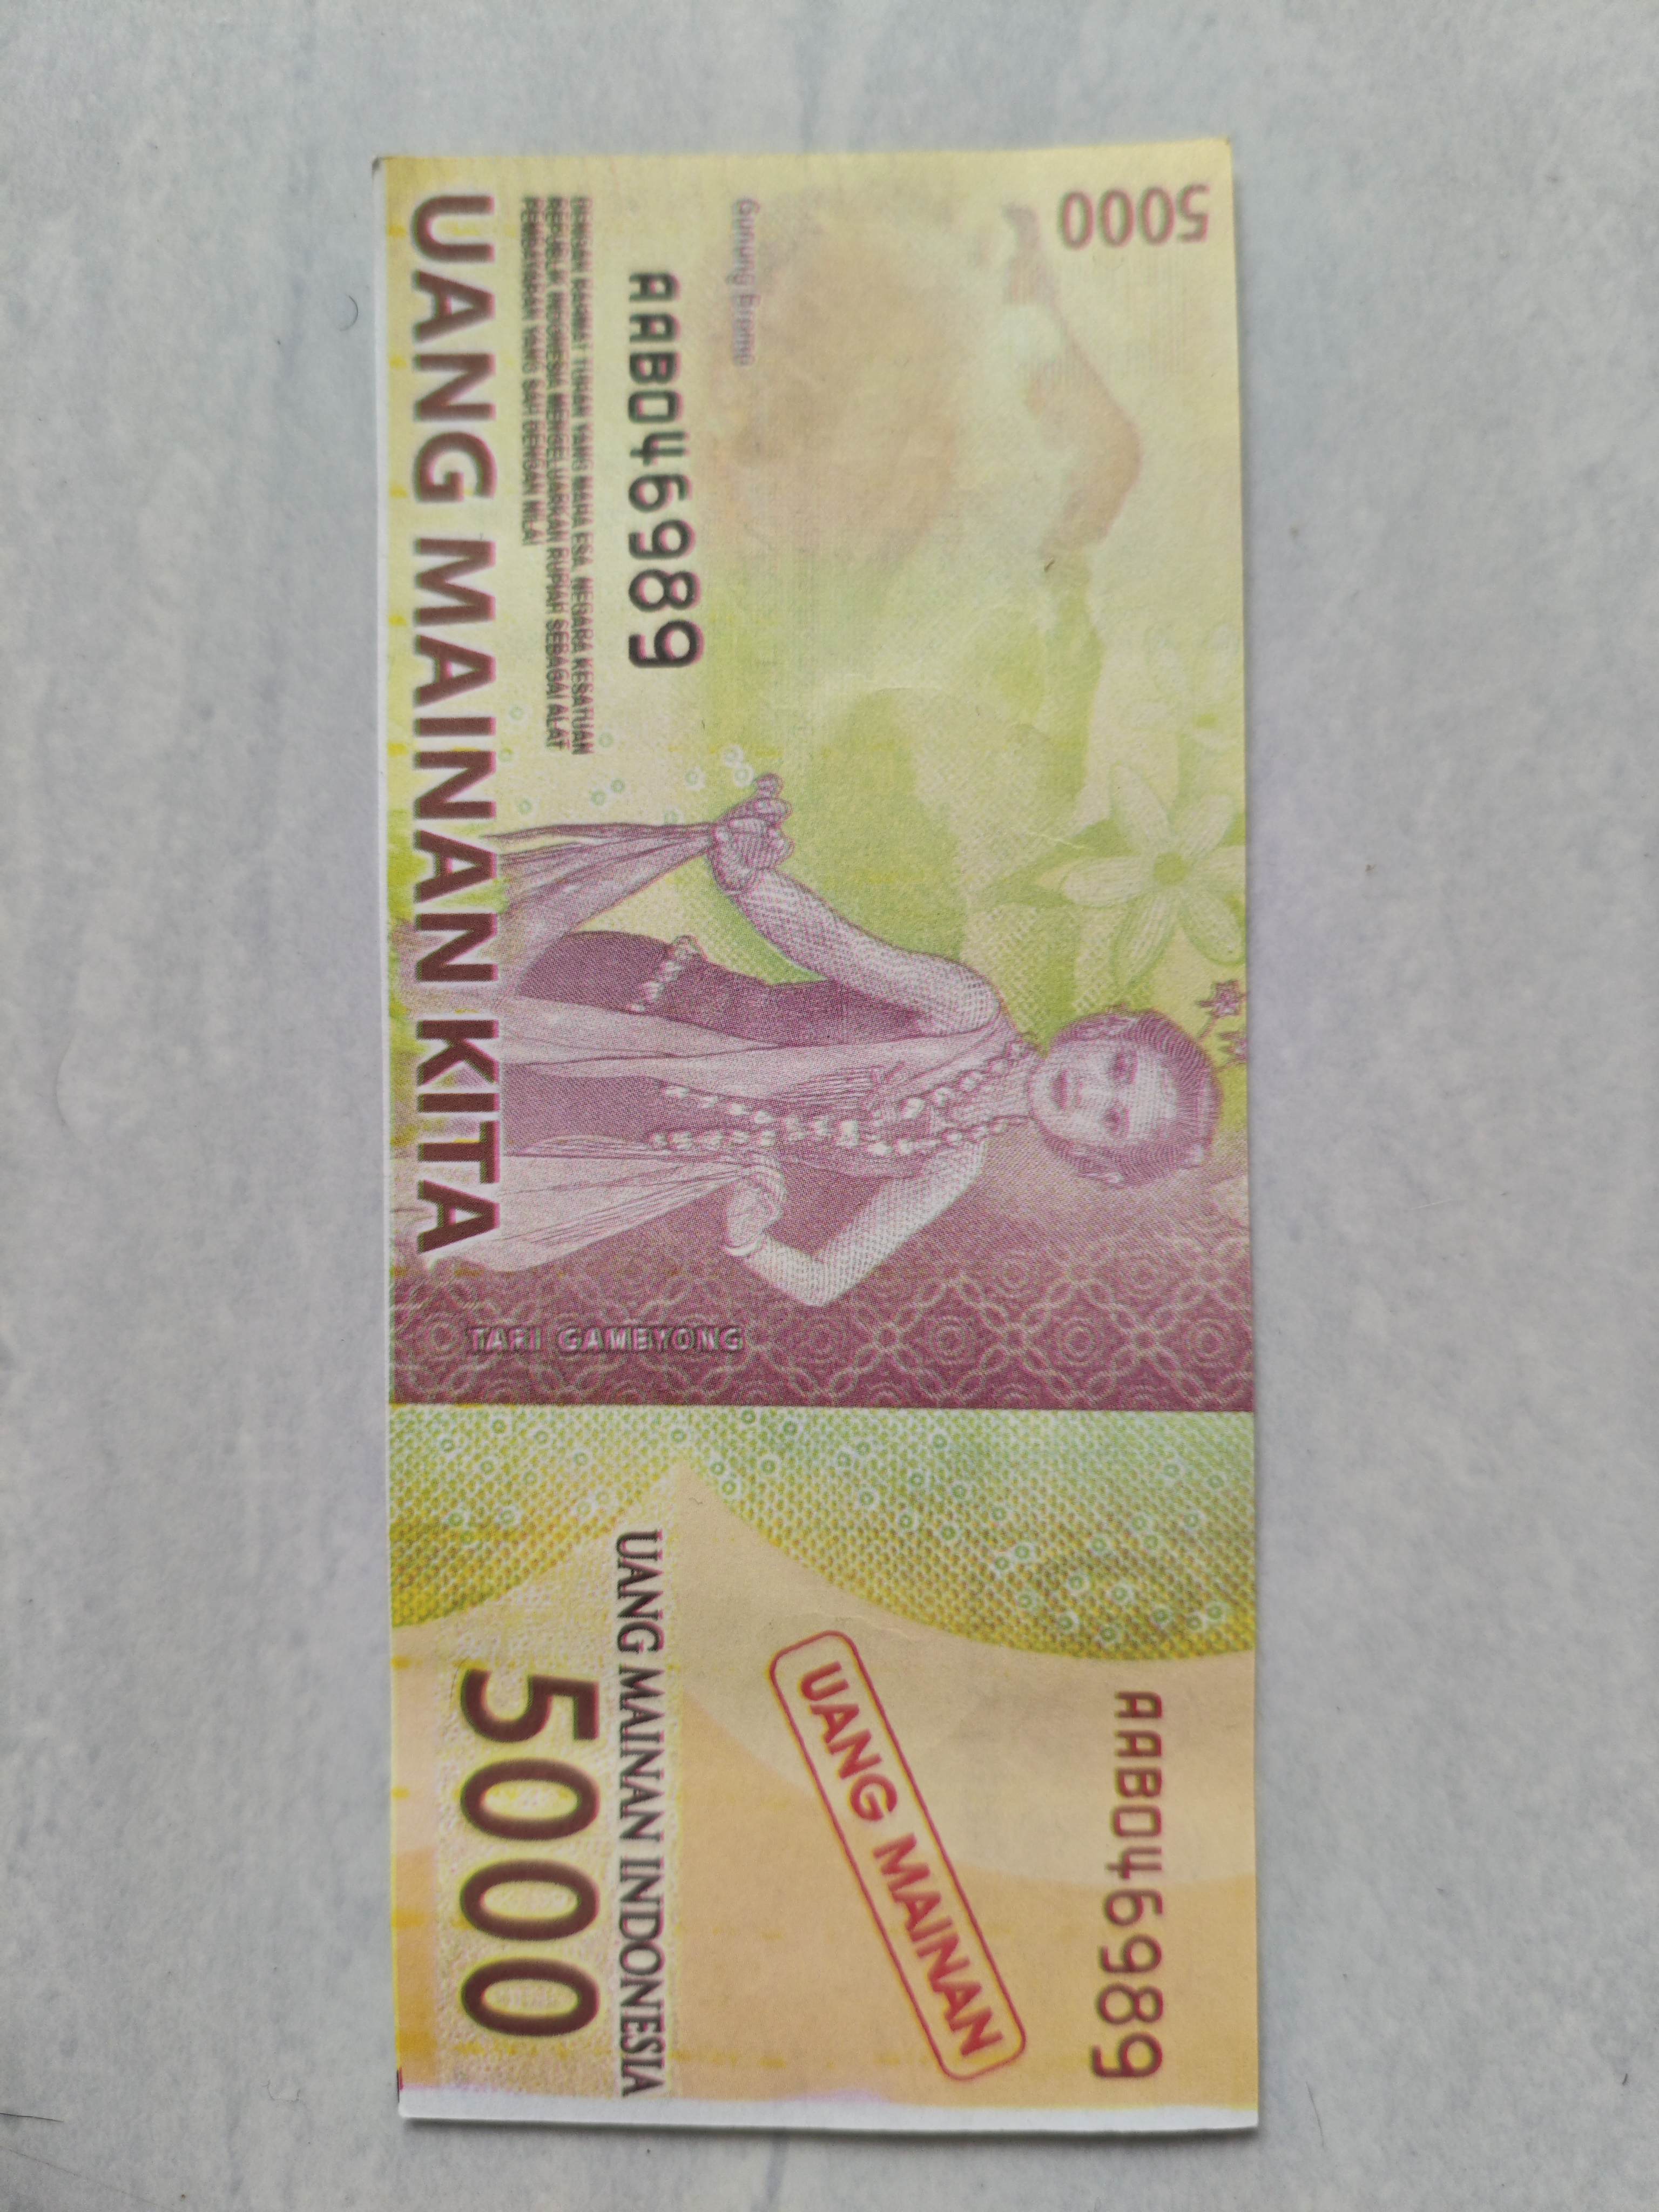 5000
Gunung Bromo
AAB046989
DENGAN RAHMAT TUHAN YANG MAHA ESA, NEGARA KESATUAN
REPUBLIK INDONESIA MENGELUARKAN RUPIAH SEBAGAI ALAT
PEMBAYARAN YANG SAH DENGAN NILAI
UANG MAINAN KITA
TARI GAMBYONG
AAB046989
UANG MAINAN
UANG MAINAN INDONESIA
5000